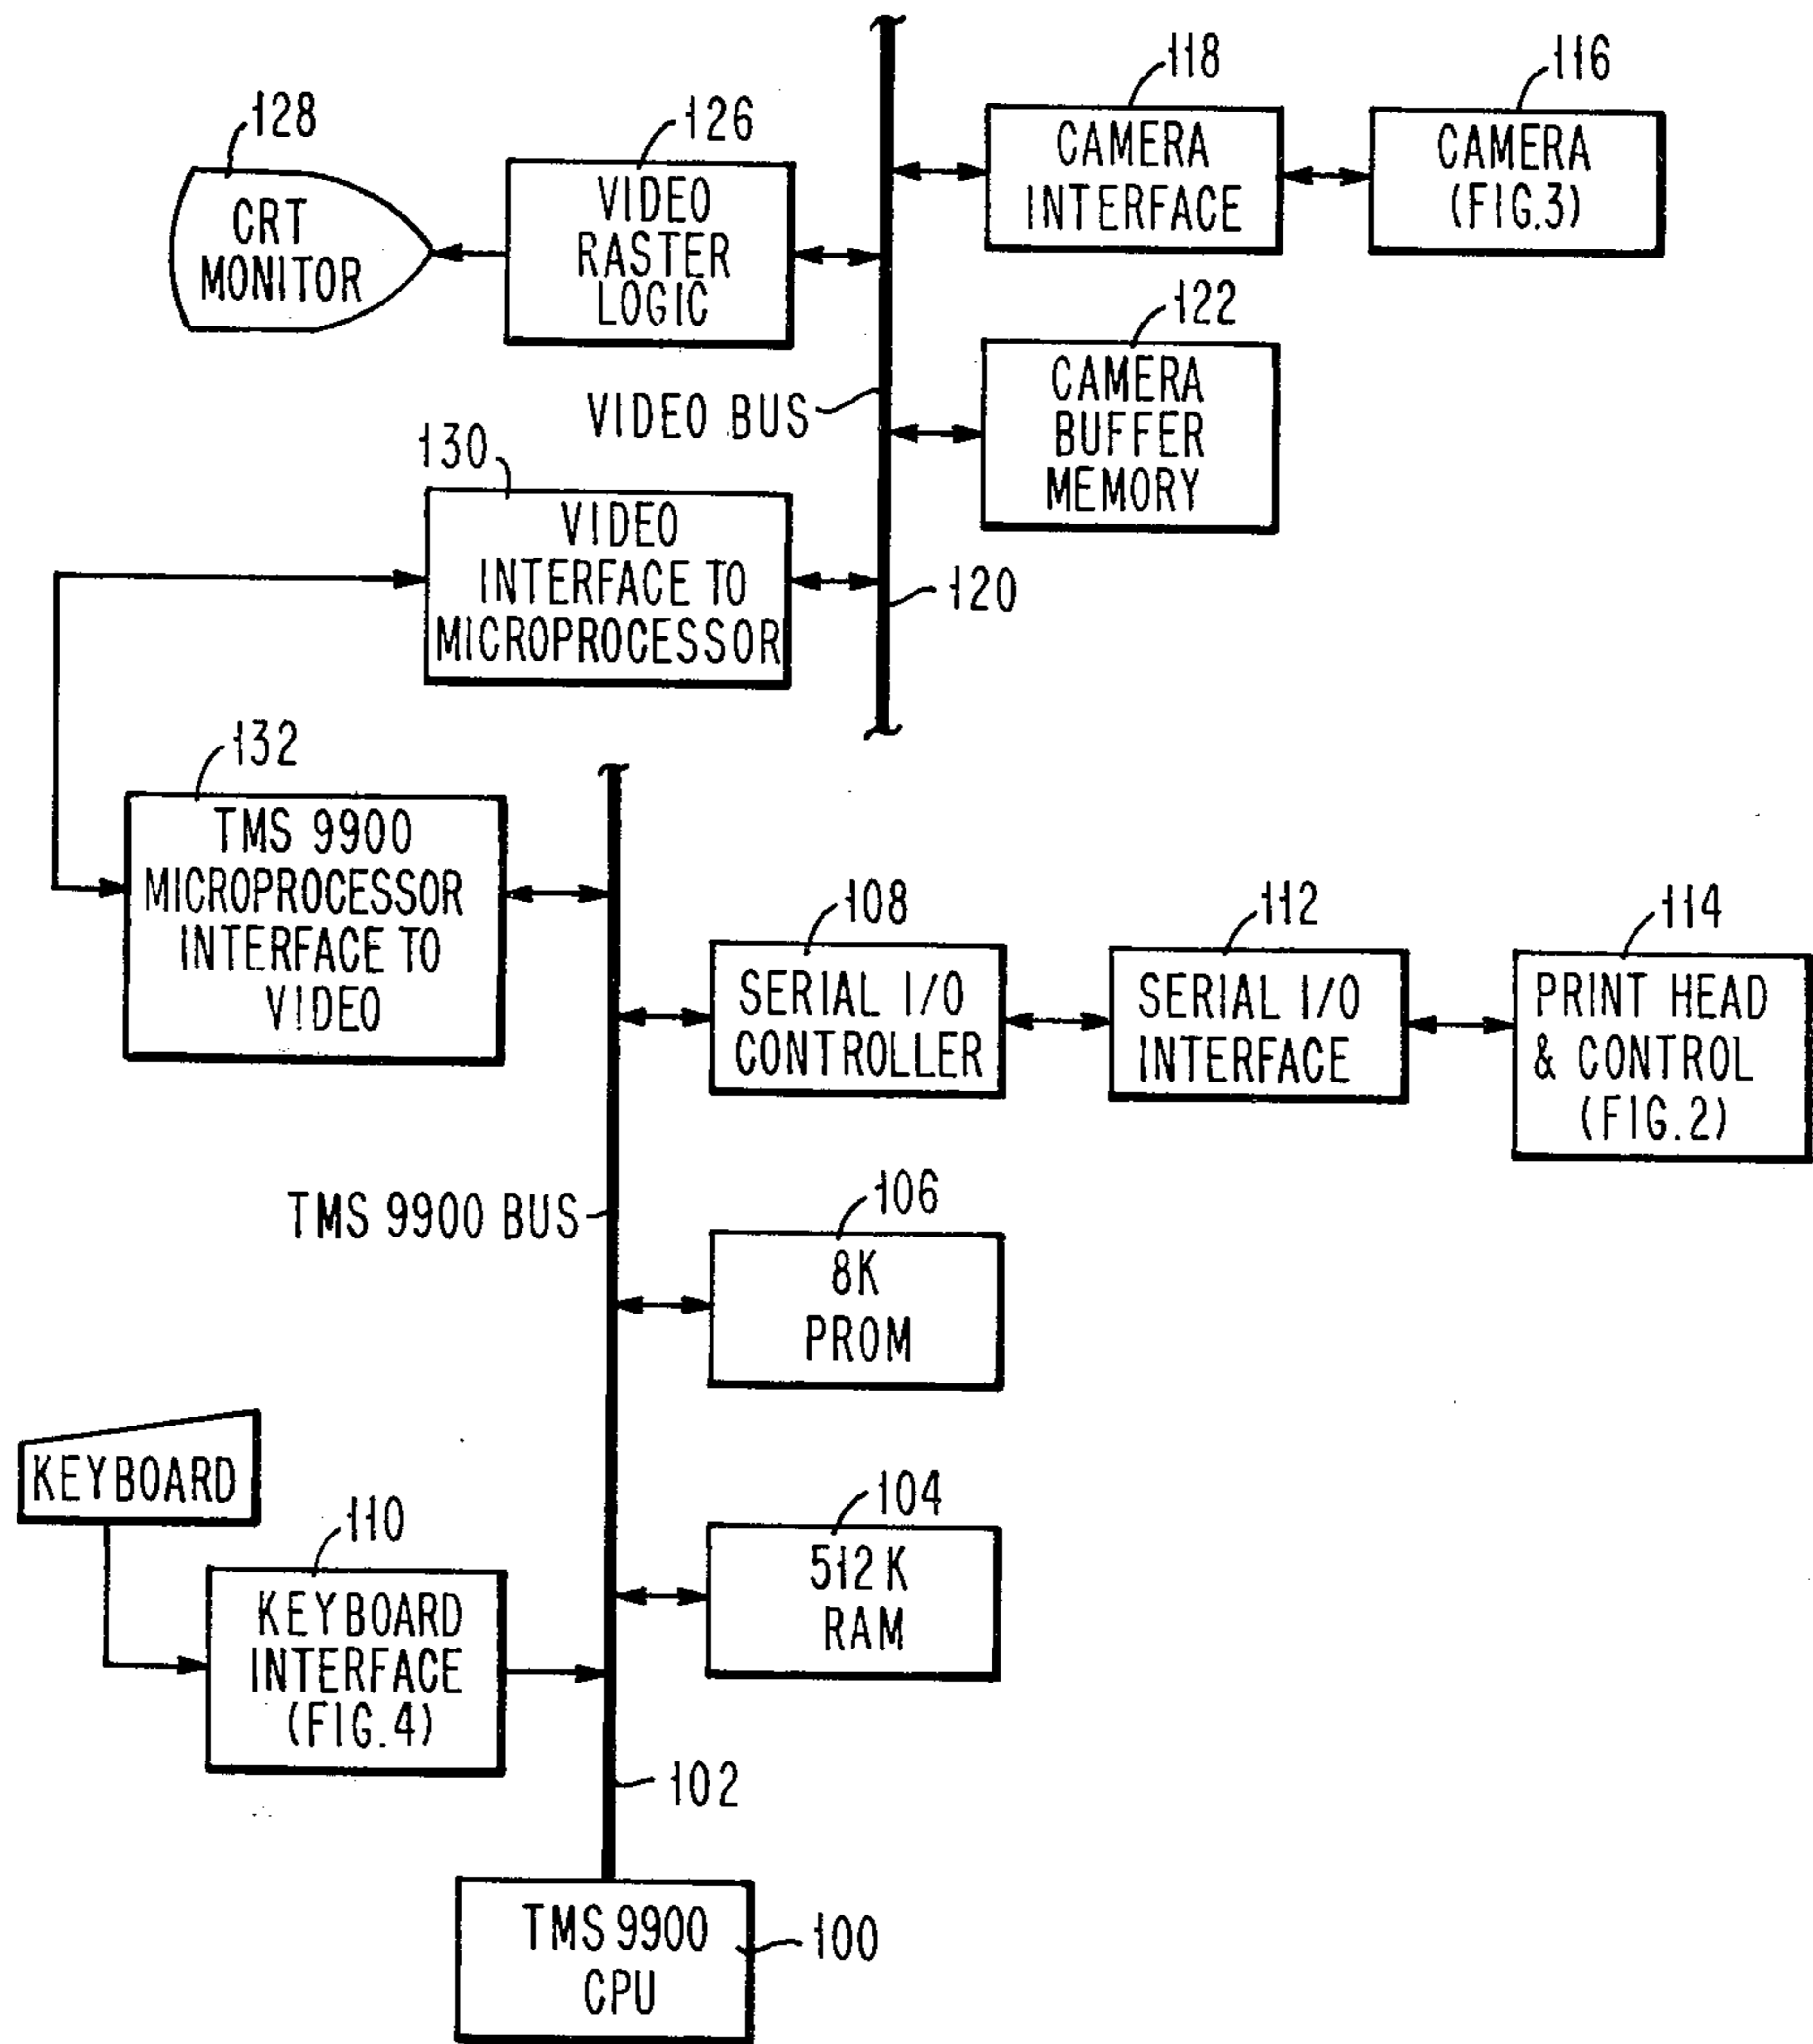 118
116
CAMERA
INTERFACE
CAMERA
(FIG.3)
128
126
CRT
MONITOR
VIDEO
RASTER
LOGIC
122
CAMERA
BUFFER
MEMORY
VIDEO BUS
130
VIDEO
INTERFACE TO
MICROPROCESSOR
120
132
TMS 9900
MICROPROCESSOR
INTERFACE TO
VIDEO
108
SERIAL I/O
CONTROLLER
112
SERIAL I/O
INTERFACE
114
PRINT HEAD
& CONTROL
(FIG.2)
TMS 9900 BUS
106
8K
PROM
KEYBOARD
104
512K
RAM
110
KEYBOARD
INTERFACE
(FIG.4)
102
TMS 9900
CPU
100